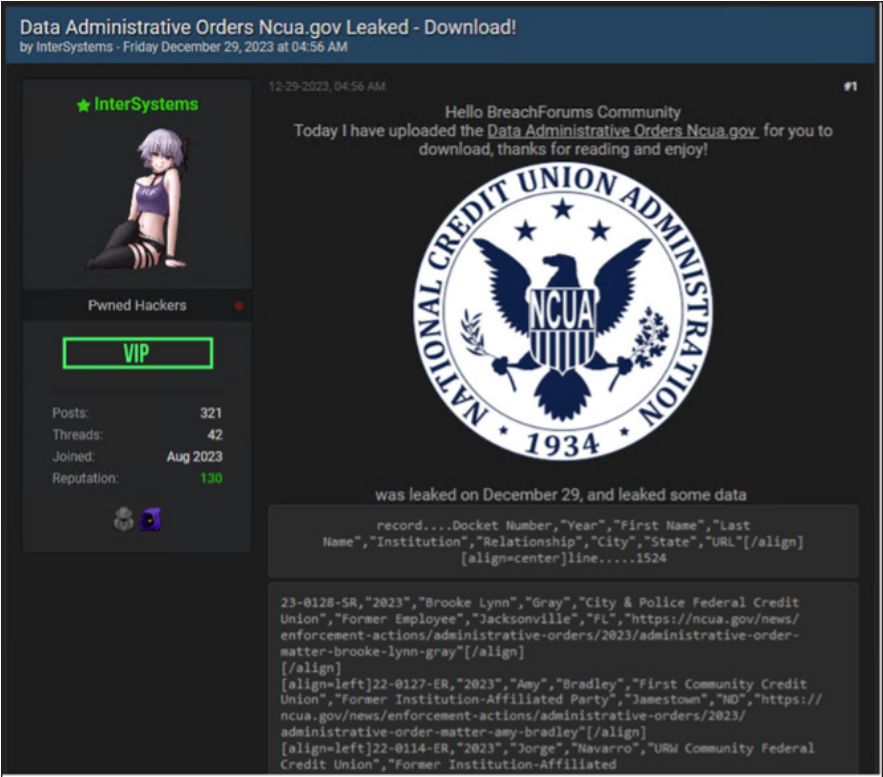 Data Administrative Orders Ncua.gov Leaked - Download!
by InterSystems - Friday December 29, 2023 at 04:56 AM
InterSystems
Pwned Hackers
VIP
Posts: 321
Threads: 42
Joined: Aug 2023
Reputation: 130
12-29-2023, 04:56 AM #1
Hello BreachForums Community
Today I have uploaded the Data Administrative Orders Ncua.gov for you to
download, thanks for reading and enjoy!
NATIONAL CREDIT UNION ADMINISTRATION
NCUA
1934
was leaked on December 29, and leaked some data
record....Docket Number,"Year","First Name","Last
Name","Institution","Relationship","City","State","URL"[/align]
[align=center]line.....1524
23-0128-SR,"2023","Brooke Lynn","Gray","City & Police Federal Credit
Union","Former Employee","Jacksonville","FL","https://ncua.gov/news/
enforcement-actions/administrative-orders/2023/administrative-order-
matter-brooke-lynn-gray"[/align]
[/align]
[align=left]22-0127-ER,"2023","Amy","Bradley","First Community Credit
Union","Former Institution-Affiliated Party","Jamestown","ND","https://
ncua.gov/news/enforcement-actions/administrative-orders/2023/
administrative-order-matter-amy-bradley"[/align]
[align=left]22-0114-ER,"2023","Jorge","Navarro","URW Community Federal
Credit Union","Former Institution-Affiliated